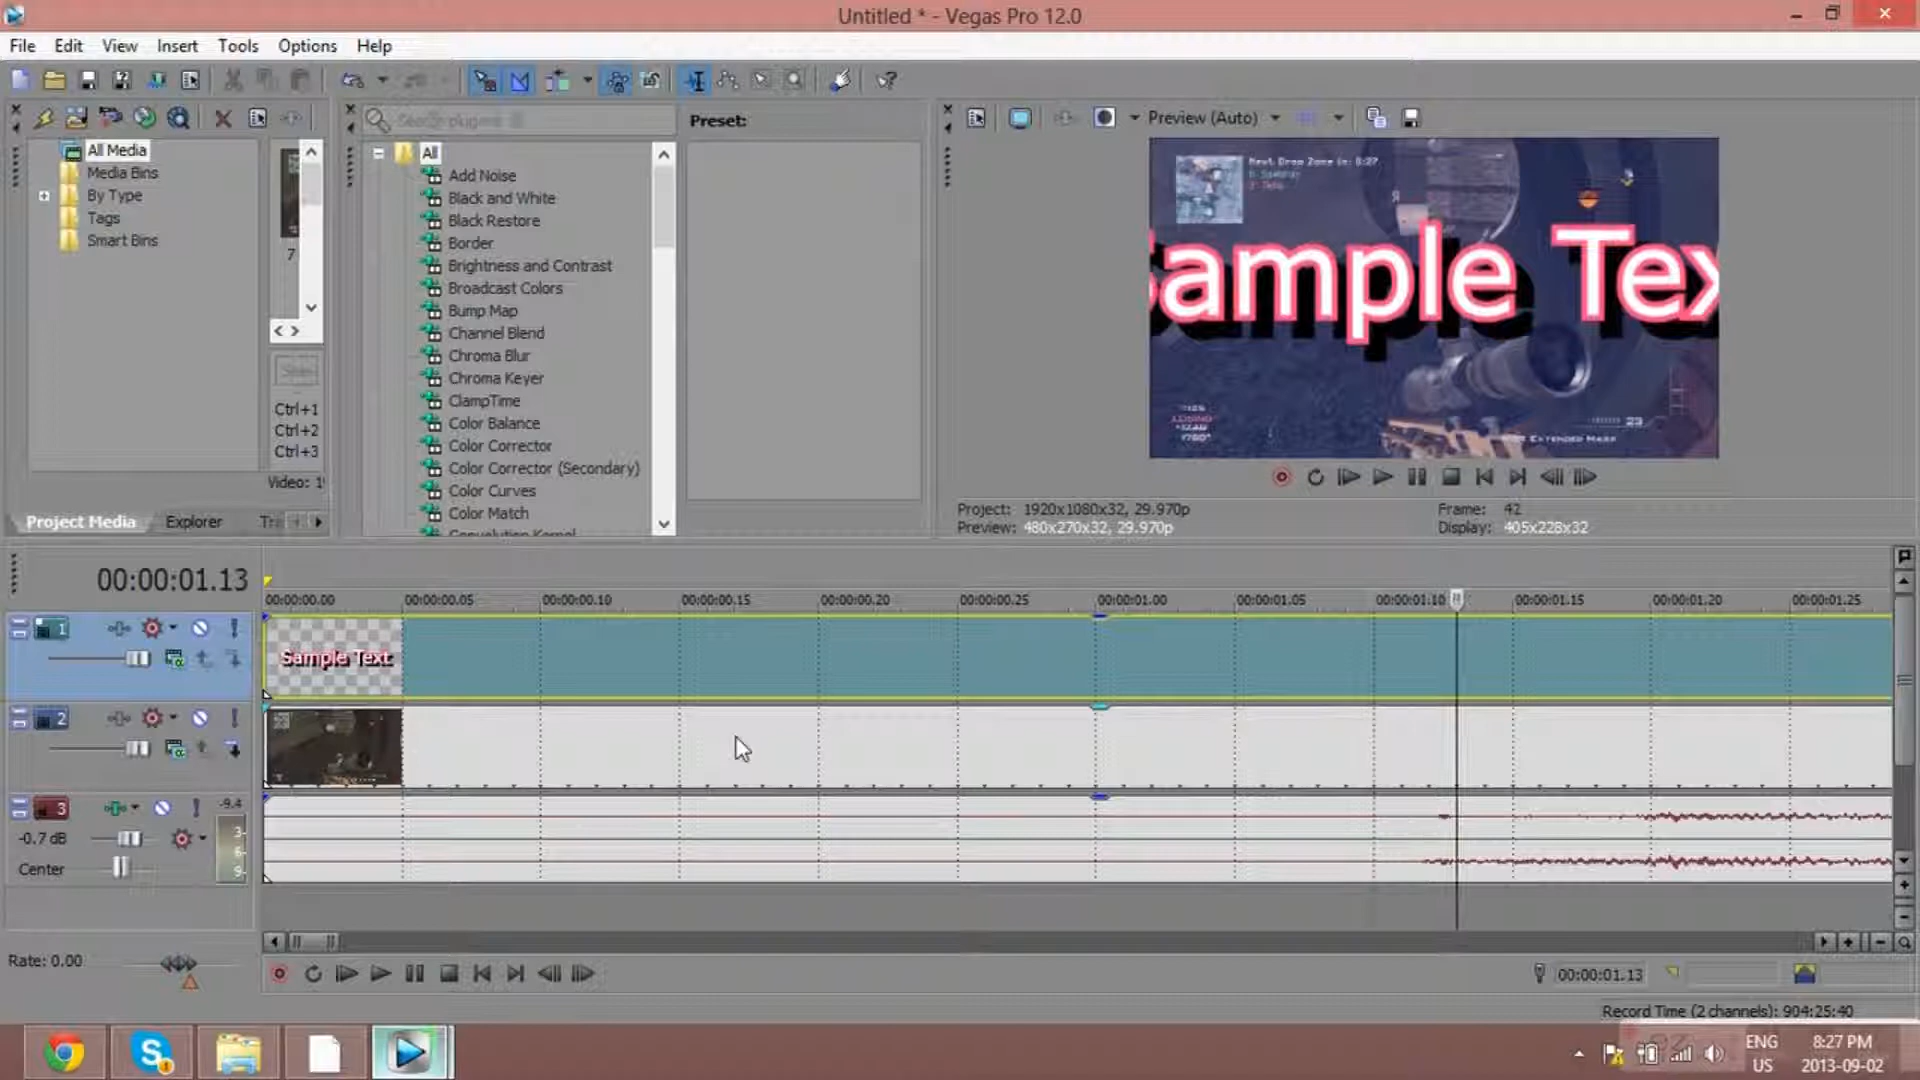 Untitled * - Vegas Pro 12.0
File Edit View Insert Tools Options Help
Search plugins
Preset:
Preview (Auto)
All Media
Media Bins
By Type
Tags
Smart Bins
7
Ctrl+1
Ctrl+2
Ctrl+3
Video: 1
Project Media Explorer
All
Add Noise
Black and White
Black Restore
Border
Brightness and Contrast
Broadcast Colors
Bump Map
Channel Blend
Chroma Blur
Chroma Keyer
ClampTime
Color Balance
Color Corrector
Color Corrector (Secondary)
Color Curves
Color Match
Convolution Kernel
Next Drop Zone in: 8:27
Sample Tex
23
Extended Mags
Project: 1920x1080x32, 29.970p
Frame: 42
Preview: 480x270x32, 29.970p
Display: 405x228x32
00:00:01.13
00:00:00.00 00:00:00.05 00:00:00.10 00:00:00.15 00:00:00.20 00:00:00.25 00:00:01.00 00:00:01.05 00:00:01.10 00:00:01.15 00:00:01.20 00:00:01.25
1
Sample Text
2
3
-9.4
-0.7 dB
3
6
Center
9
Rate: 0.00
00:00:01.13
Record Time (2 channels): 904:25:40
ENG
US
8:27 PM
2013-09-02